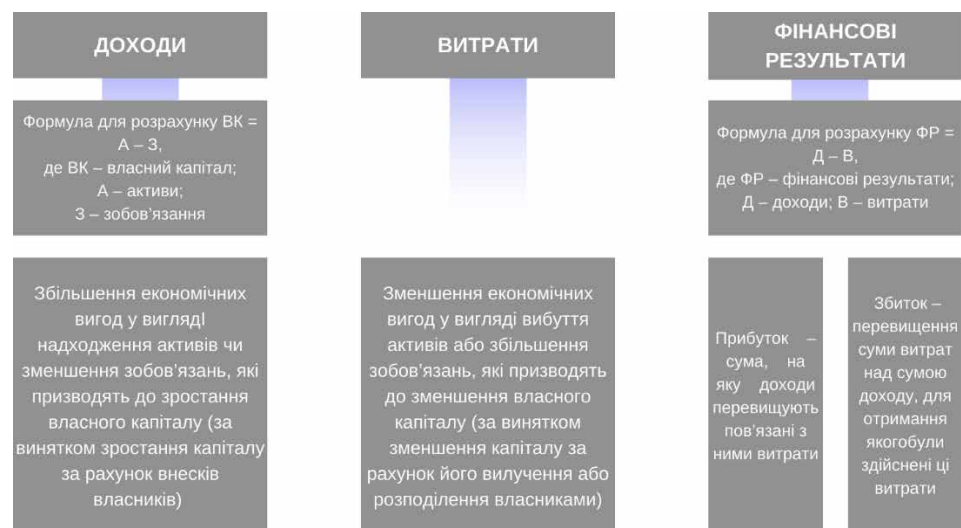 ДОХОДИ
Формула для розрахунку ВК =
А – З,
де ВК – власний капітал;
А – активи;
З – зобов’язання
Збільшення економічних
вигод у виглядІ
надходження активів чи
зменшення зобов’язань, які
призводять до зростання
власного капіталу (за
винятком зростання капіталу
за рахунок внесків
власників)
ВИТРАТИ
Зменшення економічних
вигод у вигляді вибуття
активів або збільшення
зобов’язань, які призводять
до зменшення власного
капіталу (за винятком
зменшення капіталу за
рахунок його вилучення або
розподілення власниками)
ФІНАНСОВІ
РЕЗУЛЬТАТИ
Формула для розрахунку ФР =
Д – В,
де ФР – фінансові результати;
Д – доходи; В – витрати
Прибуток –
сума, на
яку доходи
перевищують
пов’язані з
ними витрати
Збиток –
перевищення
суми витрат
над сумою
доходу, для
отримання
якогобули
здійснені ці
витрати